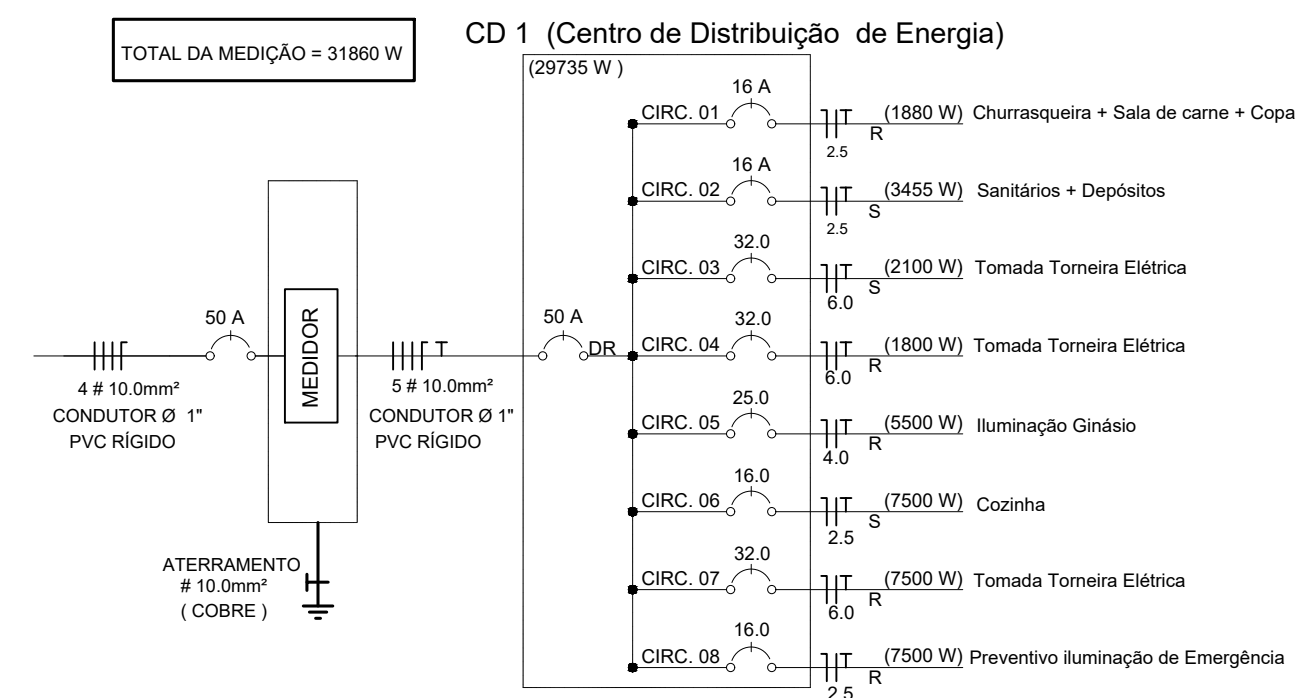 CD 1 (Centro de Distribuição de Energia)
TOTAL DA MEDIÇÃO = 31860 W
(29735 W )
16 A
CIRC. 01
(1880 W) Churrasqueira + Sala de carne + Copa
R
2.5
16 A
CIRC. 02
(3455 W) Sanitários + Depósitos
S
2.5
32.0
CIRC. 03
(2100 W) Tomada Torneira Elétrica
S
6.0
50 A
MEDIDOR
T
50 A
DR
32.0
CIRC. 04
(1800 W) Tomada Torneira Elétrica
R
6.0
4 # 10.0mm²
CONDUTOR Ø 1"
PVC RÍGIDO
5 # 10.0mm²
CONDUTOR Ø 1"
PVC RÍGIDO
25.0
CIRC. 05
(5500 W) Iluminação Ginásio
R
4.0
16.0
CIRC. 06
(7500 W) Cozinha
S
2.5
ATERRAMENTO
# 10.0mm²
( COBRE )
32.0
CIRC. 07
(7500 W) Tomada Torneira Elétrica
R
6.0
16.0
CIRC. 08
(7500 W) Preventivo iluminação de Emergência
R
2.5